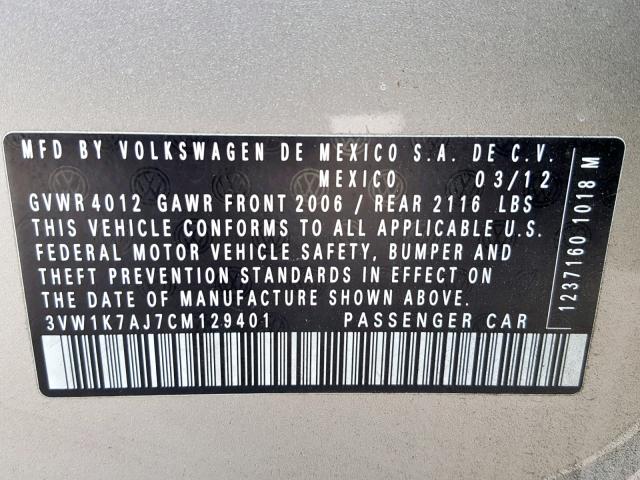 MFD BY VOLKSWAGEN DE MEXICO S.A. DE C.V.
MEXICO 03/12
GVWR 4012 GAWR FRONT 2006 / REAR 2116 LBS
THIS VEHICLE CONFORMS TO ALL APPLICABLE U.S.
FEDERAL MOTOR VEHICLE SAFETY, BUMPER AND
THEFT PREVENTION STANDARDS IN EFFECT ON
THE DATE OF MANUFACTURE SHOWN ABOVE.
3VW1K7AJ7CM129401 PASSENGER CAR
1237160 1018 M